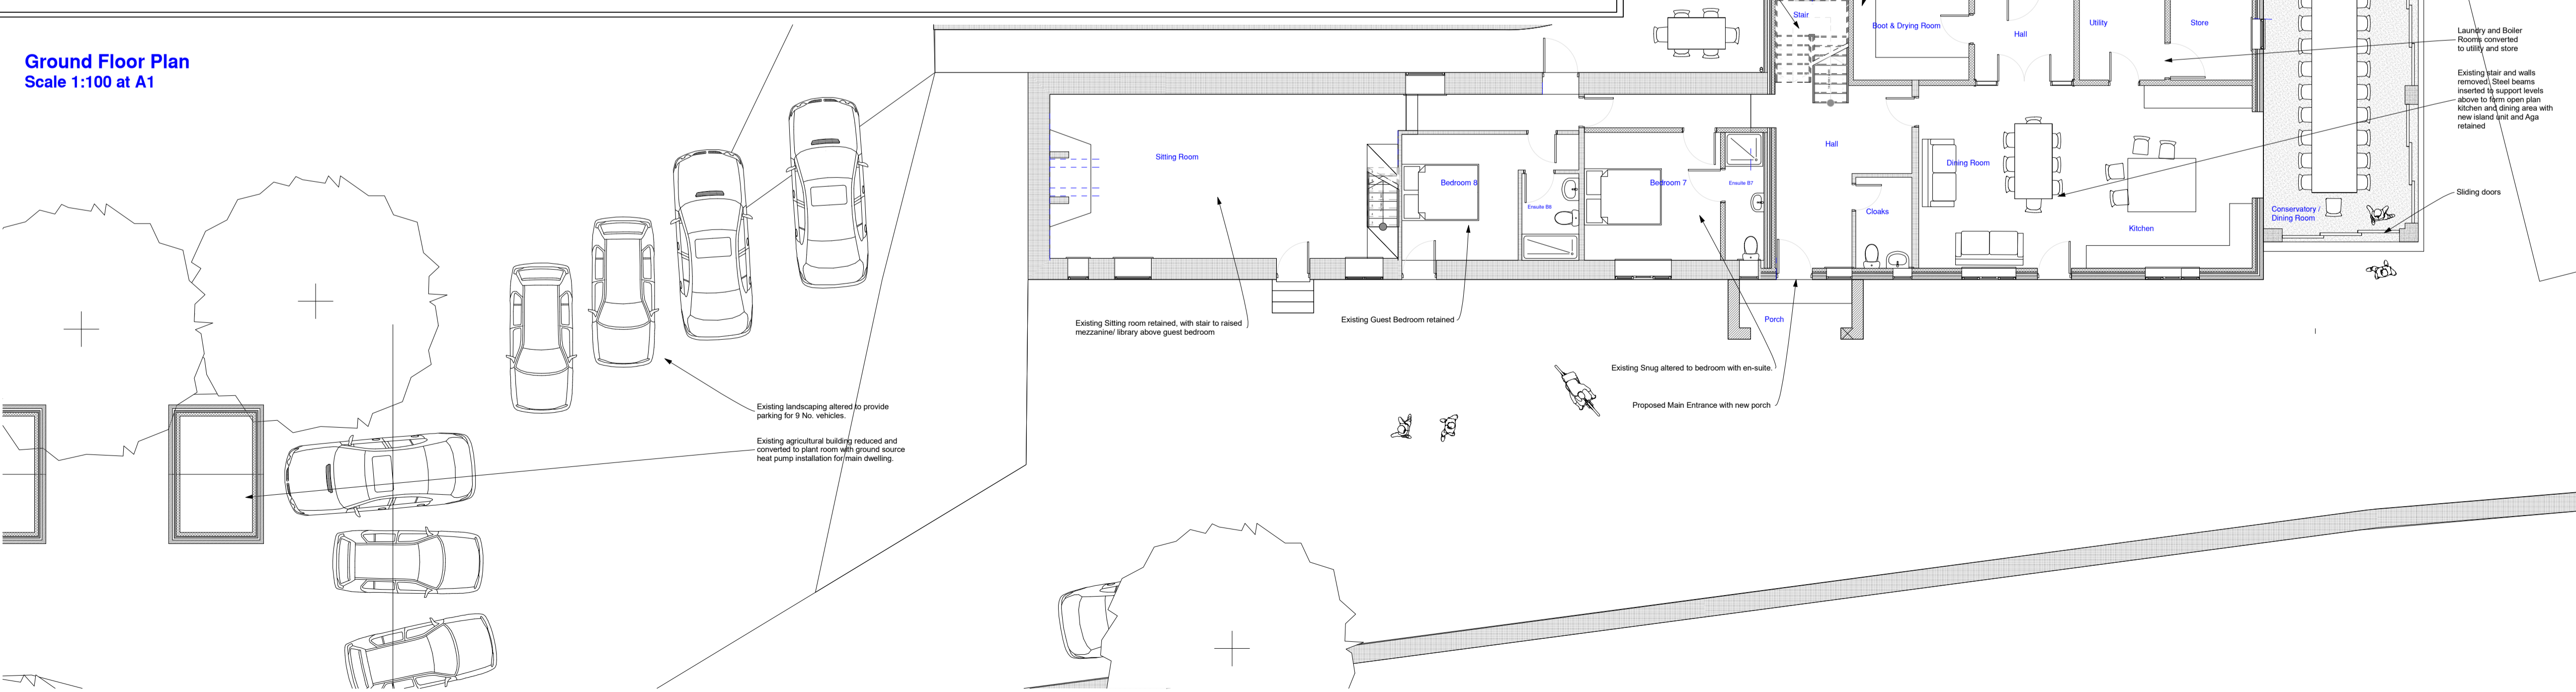 Ground Floor Plan
Scale 1:100 at A1
Stair
Boot & Drying Room
Hall
Utility
Store
Laundry and Boiler
Rooms converted
to utility and store
Existing stair and walls
removed. Steel beams
inserted to support levels
above to form open plan
kitchen and dining area with
new island unit and Aga
retained
Sitting Room
Bedroom 8
Ensuite B8
Bedroom 7
Ensuite B7
Hall
Cloaks
Dining Room
Kitchen
Conservatory /
Dining Room
Sliding doors
Porch
Existing Sitting room retained, with stair to raised
mezzanine/ library above guest bedroom
Existing Guest Bedroom retained
Existing Snug altered to bedroom with en-suite.
Proposed Main Entrance with new porch
Existing landscaping altered to provide
parking for 9 No. vehicles.
Existing agricultural building reduced and
converted to plant room with ground source
heat pump installation for main dwelling.